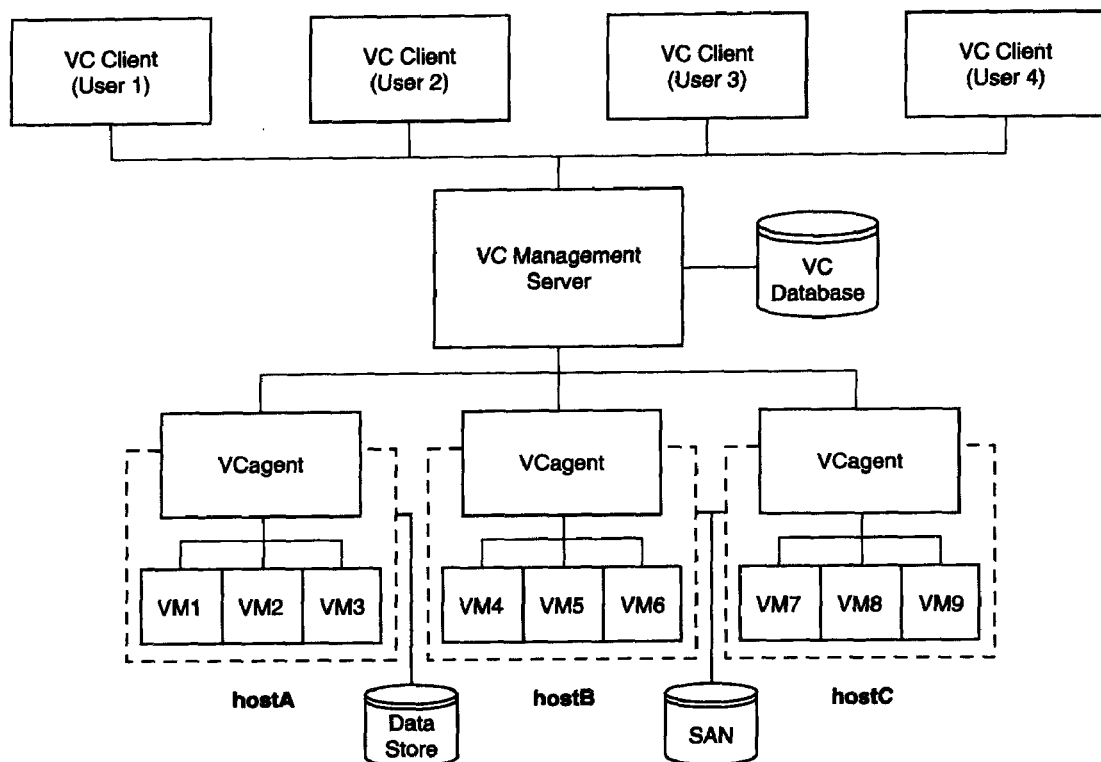 VC Client
(User 1)
VC Client
(User 2)
VC Client
(User 3)
VC Client
(User 4)
VC Management
Server
VC
Database
VCagent
VCagent
VCagent
VM1
VM2
VM3
VM4
VM5
VM6
VM7
VM8
VM9
hostA
hostB
hostC
Data
Store
SAN